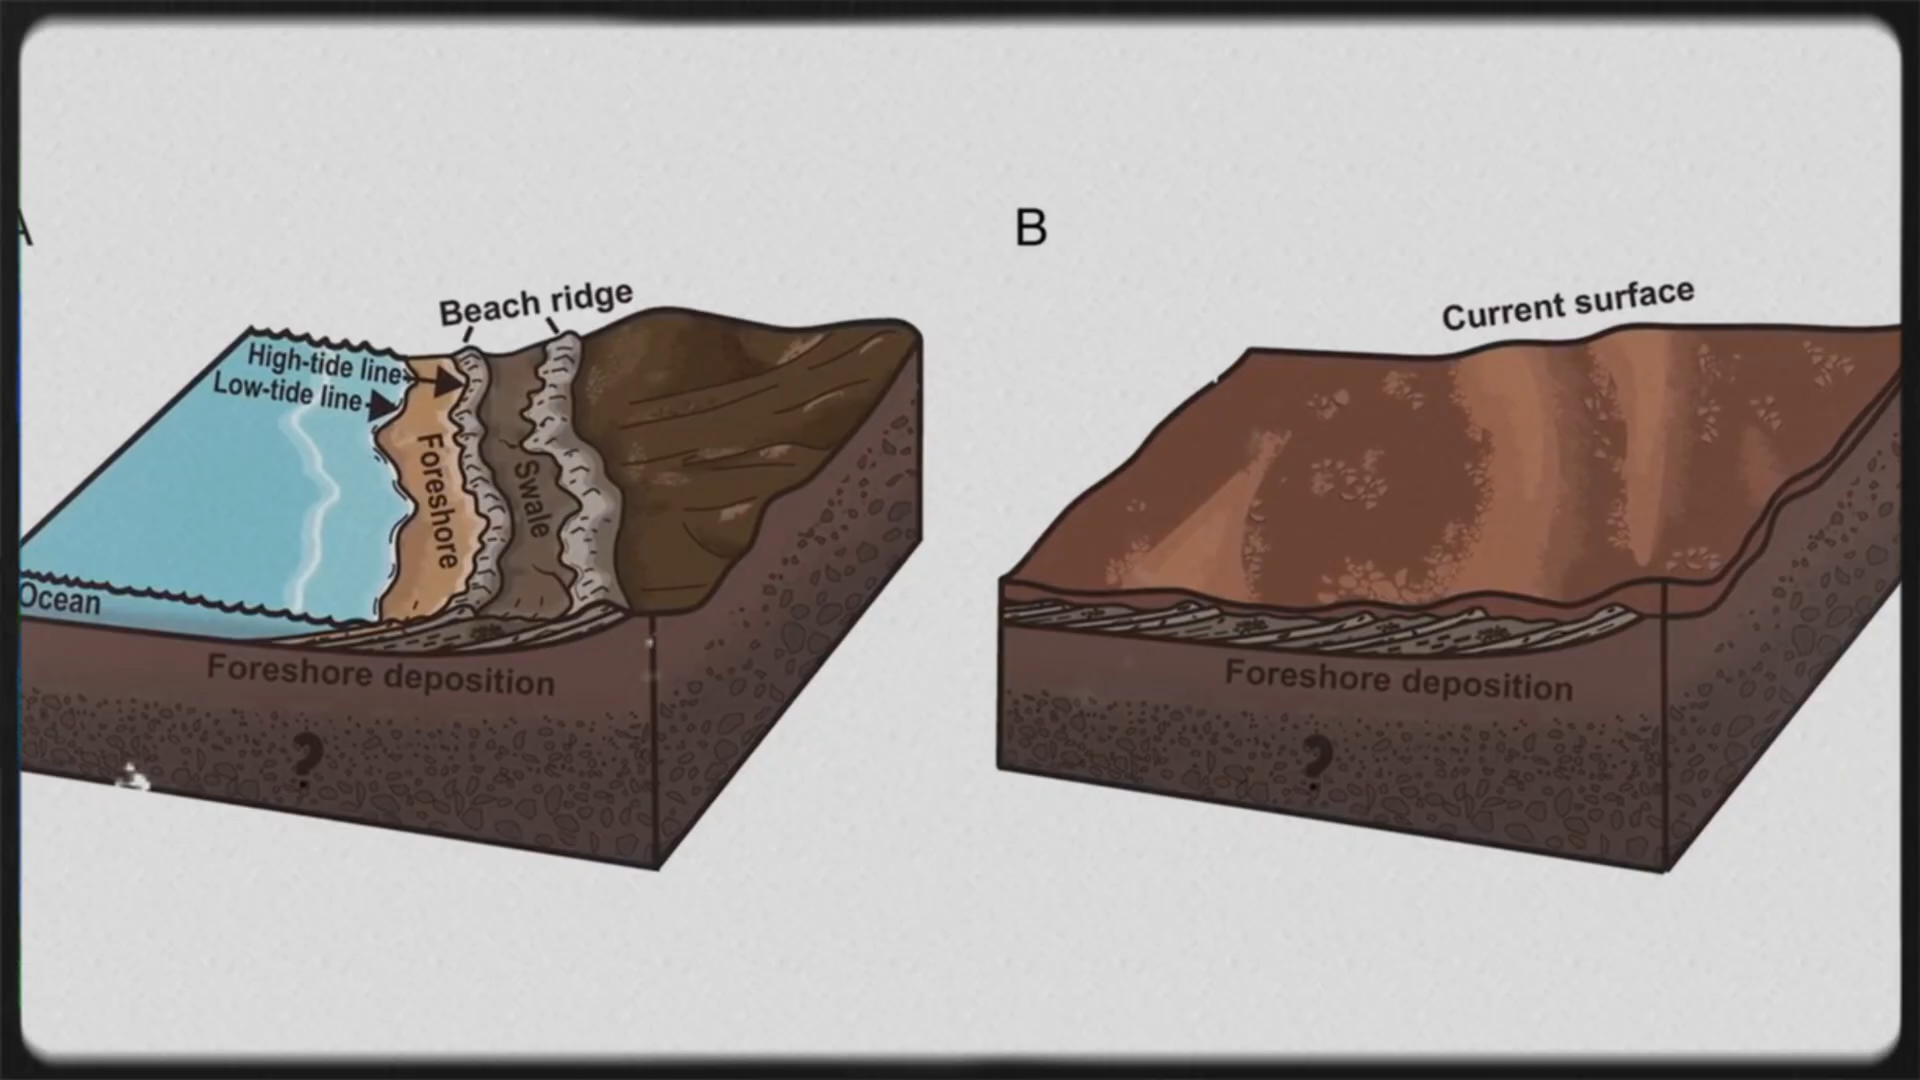 A
B
Beach ridge
Current surface
High-tide line
Low-tide line
Foreshore
Swale
Ocean
Foreshore deposition
Foreshore deposition
?
?